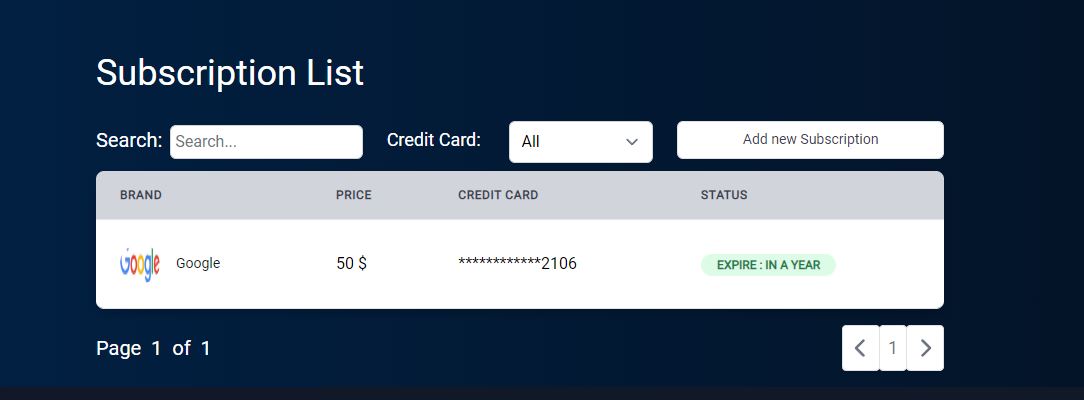 Subscription List
Search: Search... Credit Card: All Add new Subscription
BRAND PRICE CREDIT CARD STATUS
Google Google 50 $ ************2106 EXPIRE : IN A YEAR
Page 1 of 1 1